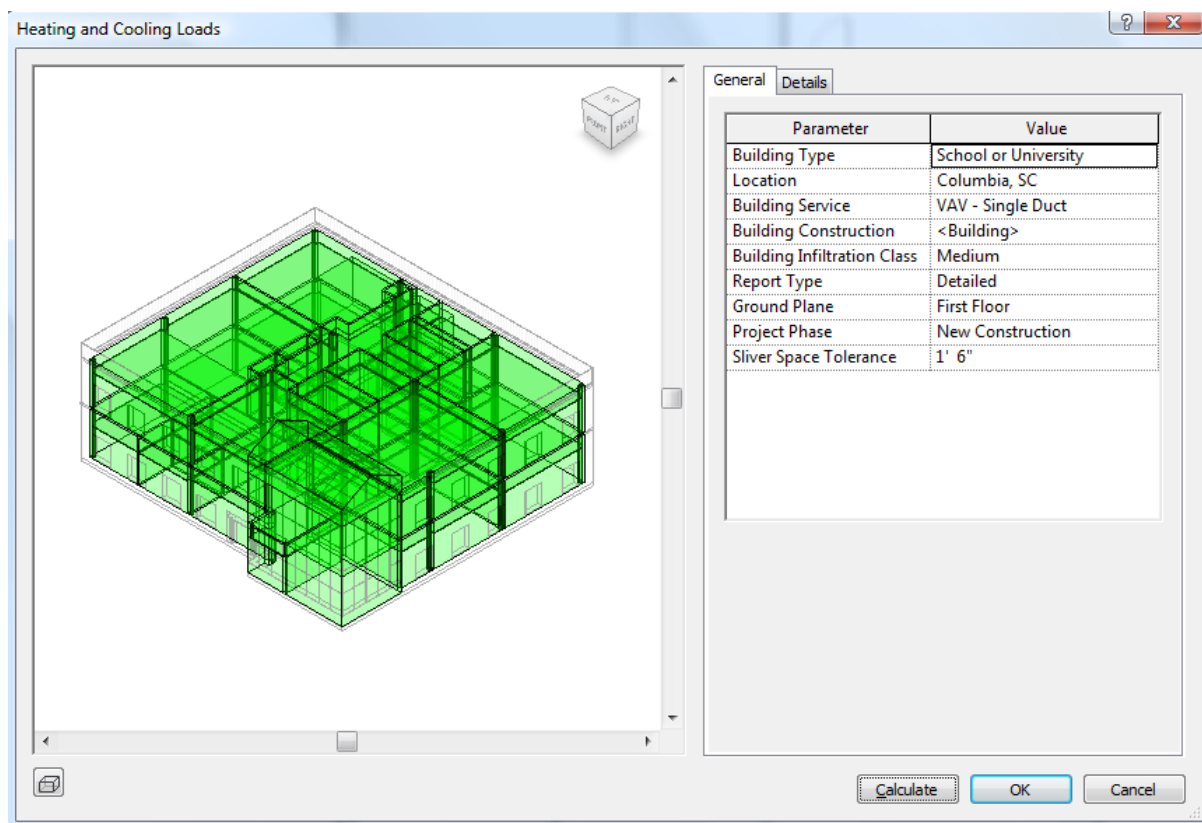 Heating and Cooling Loads
General Details
Parameter Value
Building Type School or University
Location Columbia, SC
Building Service VAV - Single Duct
Building Construction <Building>
Building Infiltration Class Medium
Report Type Detailed
Ground Plane First Floor
Project Phase New Construction
Sliver Space Tolerance 1' 6"
Calculate OK Cancel